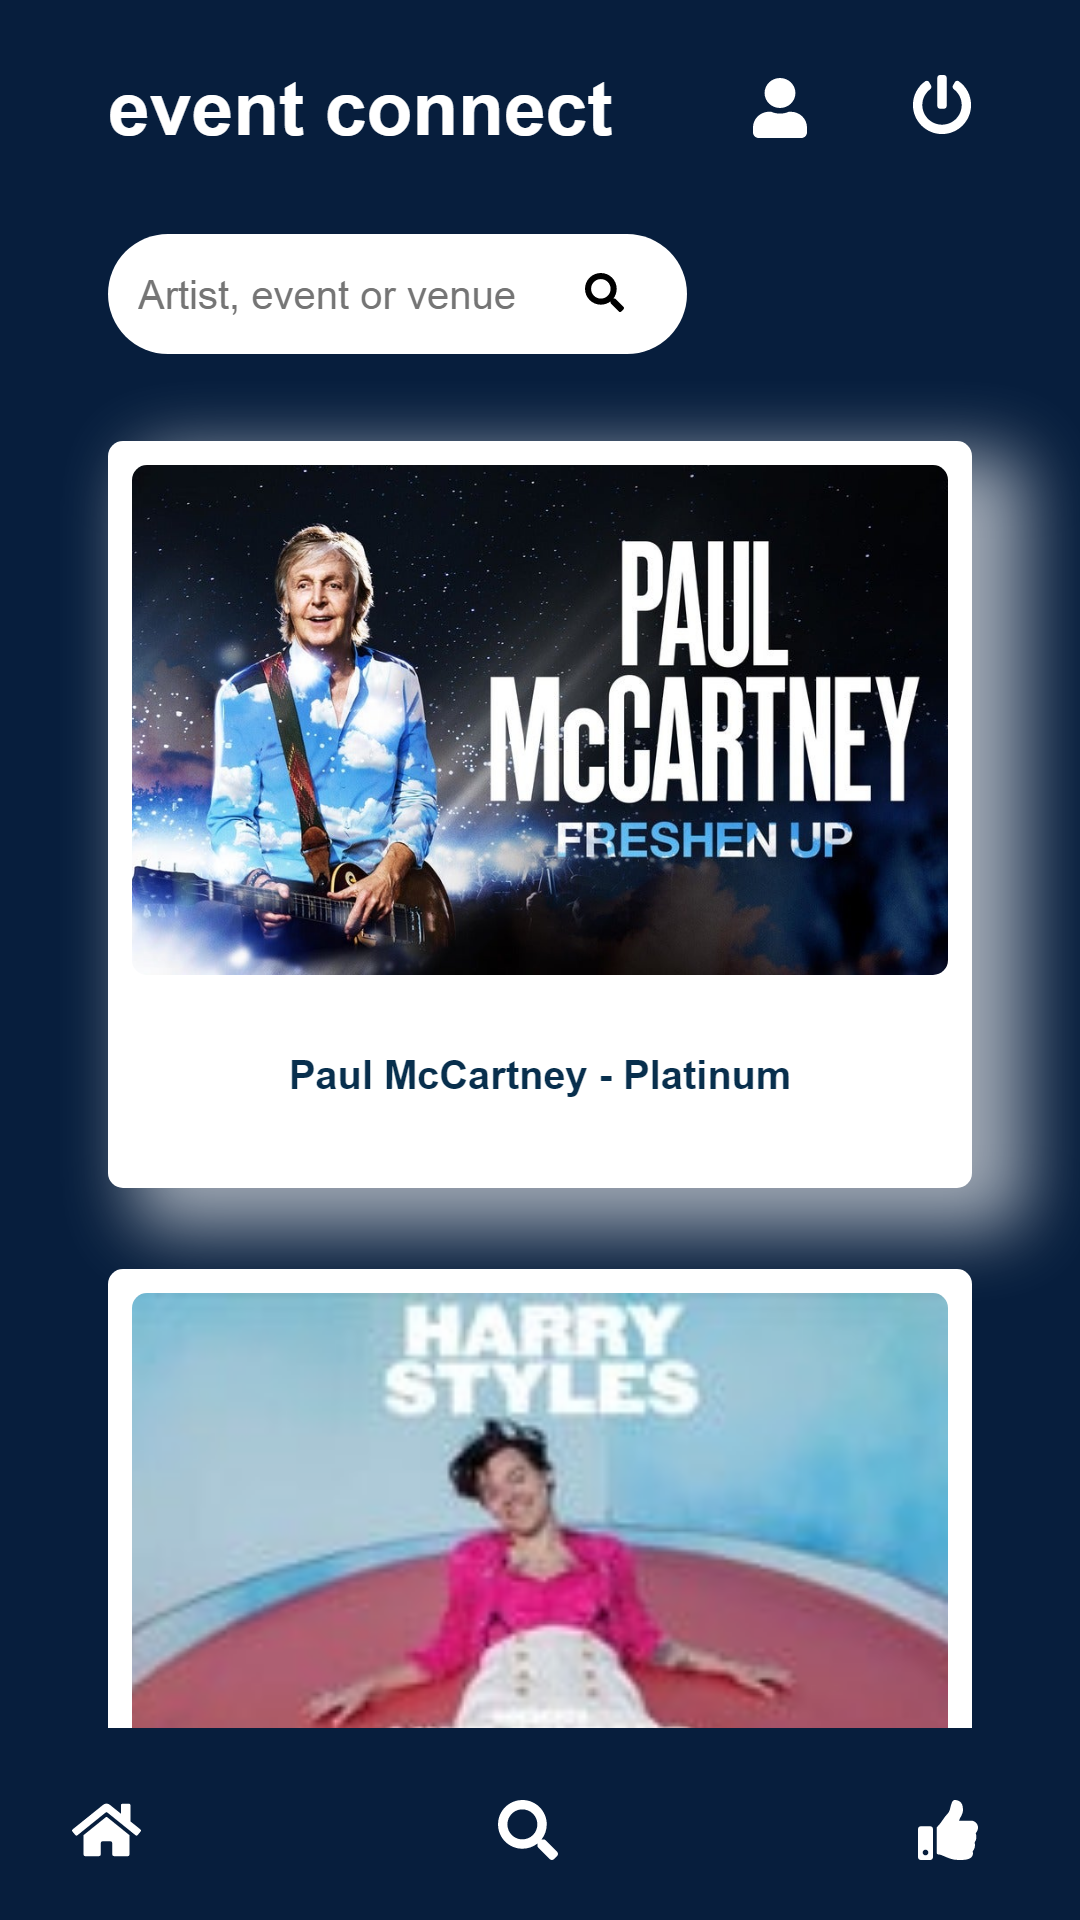 event connect
Artist, event or venue
PAUL
McCARTNEY
FRESHEN UP
Paul McCartney - Platinum
HARRY
STYLES